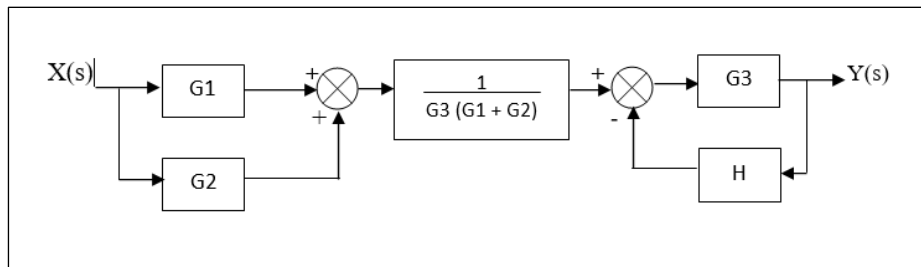 X(s)
G1
+
+
G2
1
G3 (G1 + G2)
+
-
G3
Y(s)
H